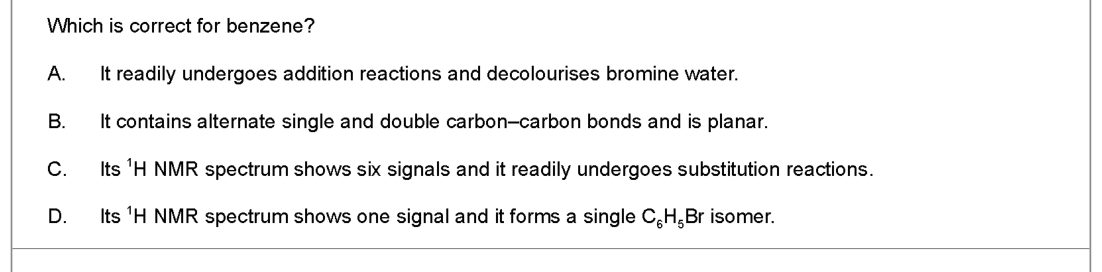 Which is correct for benzene?
A. It readily undergoes addition reactions and decolourises bromine water.
B. It contains alternate single and double carbon–carbon bonds and is planar.
C. Its ¹H NMR spectrum shows six signals and it readily undergoes substitution reactions.
D. Its ¹H NMR spectrum shows one signal and it forms a single C₆H₅Br isomer.